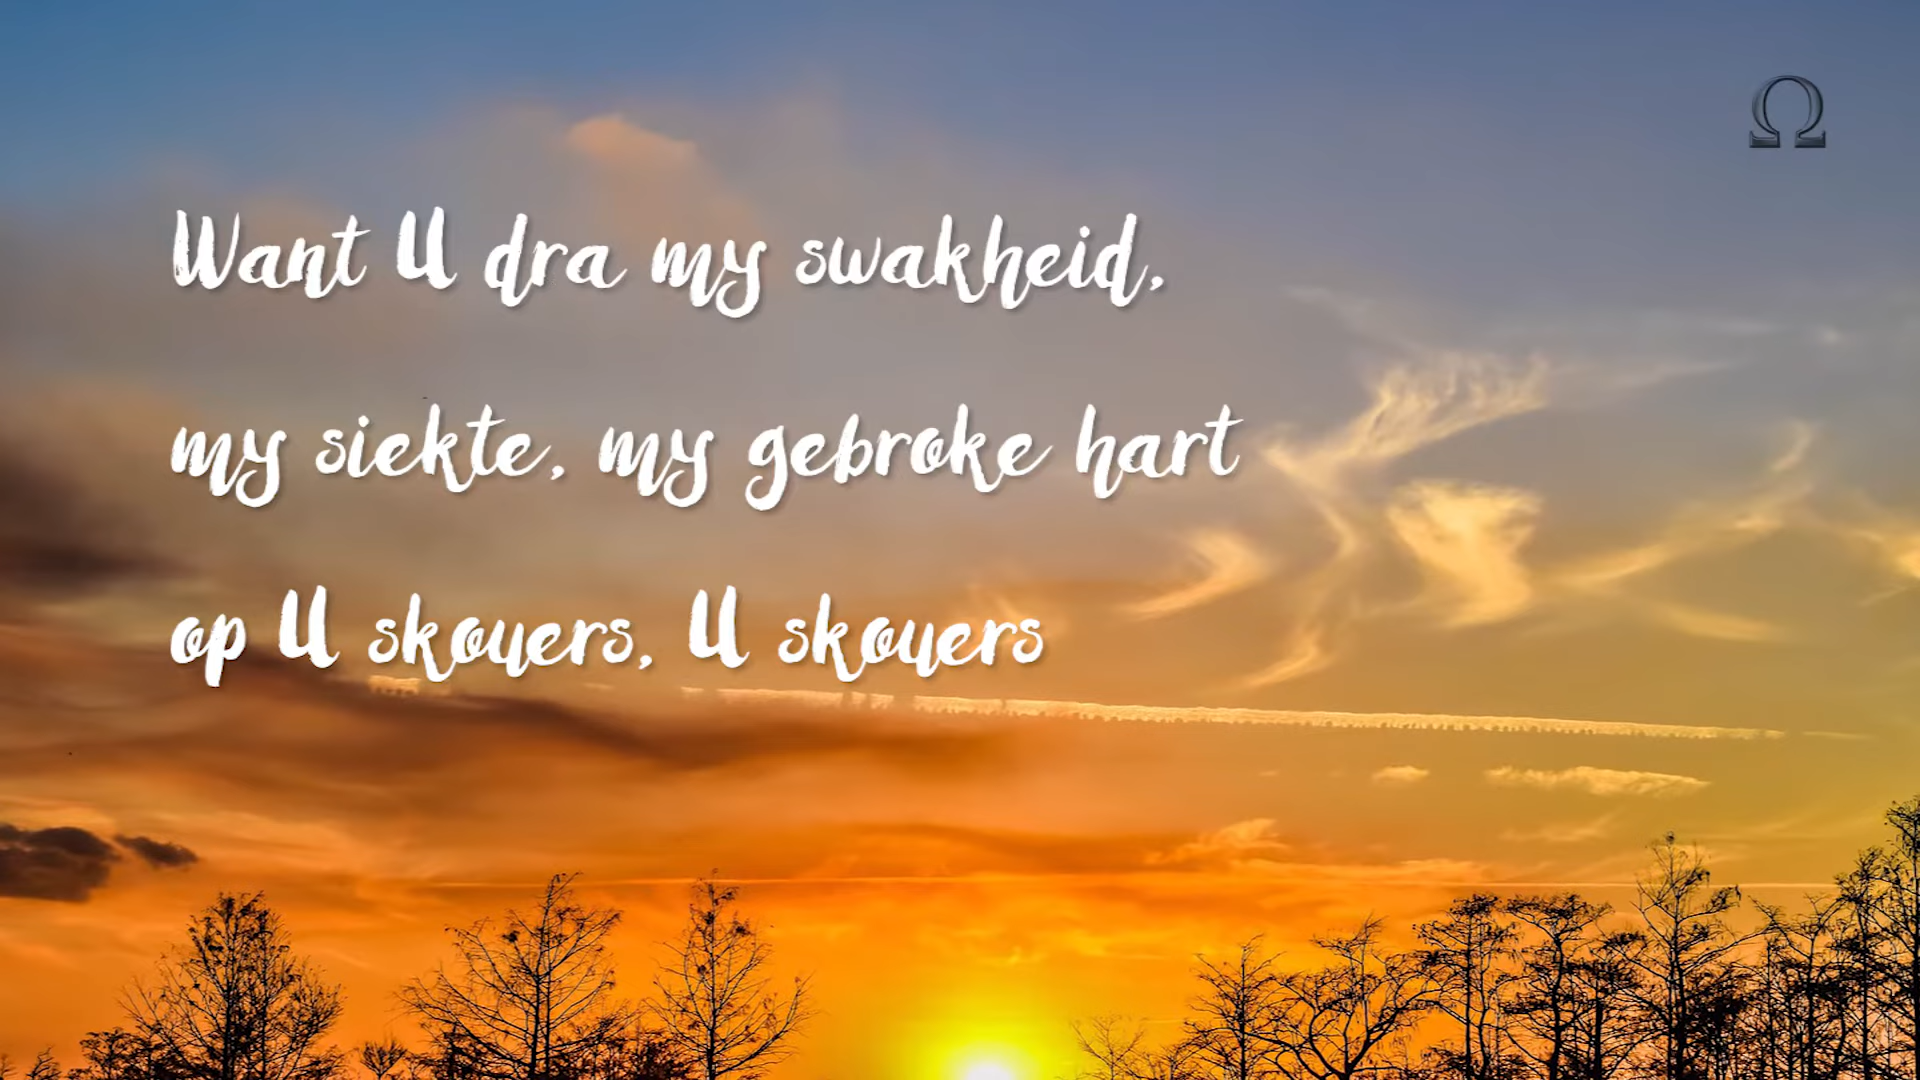 Want U dra my swakheid,
my siekte, my gebroke hart
op U skouers, U skouers
Ω